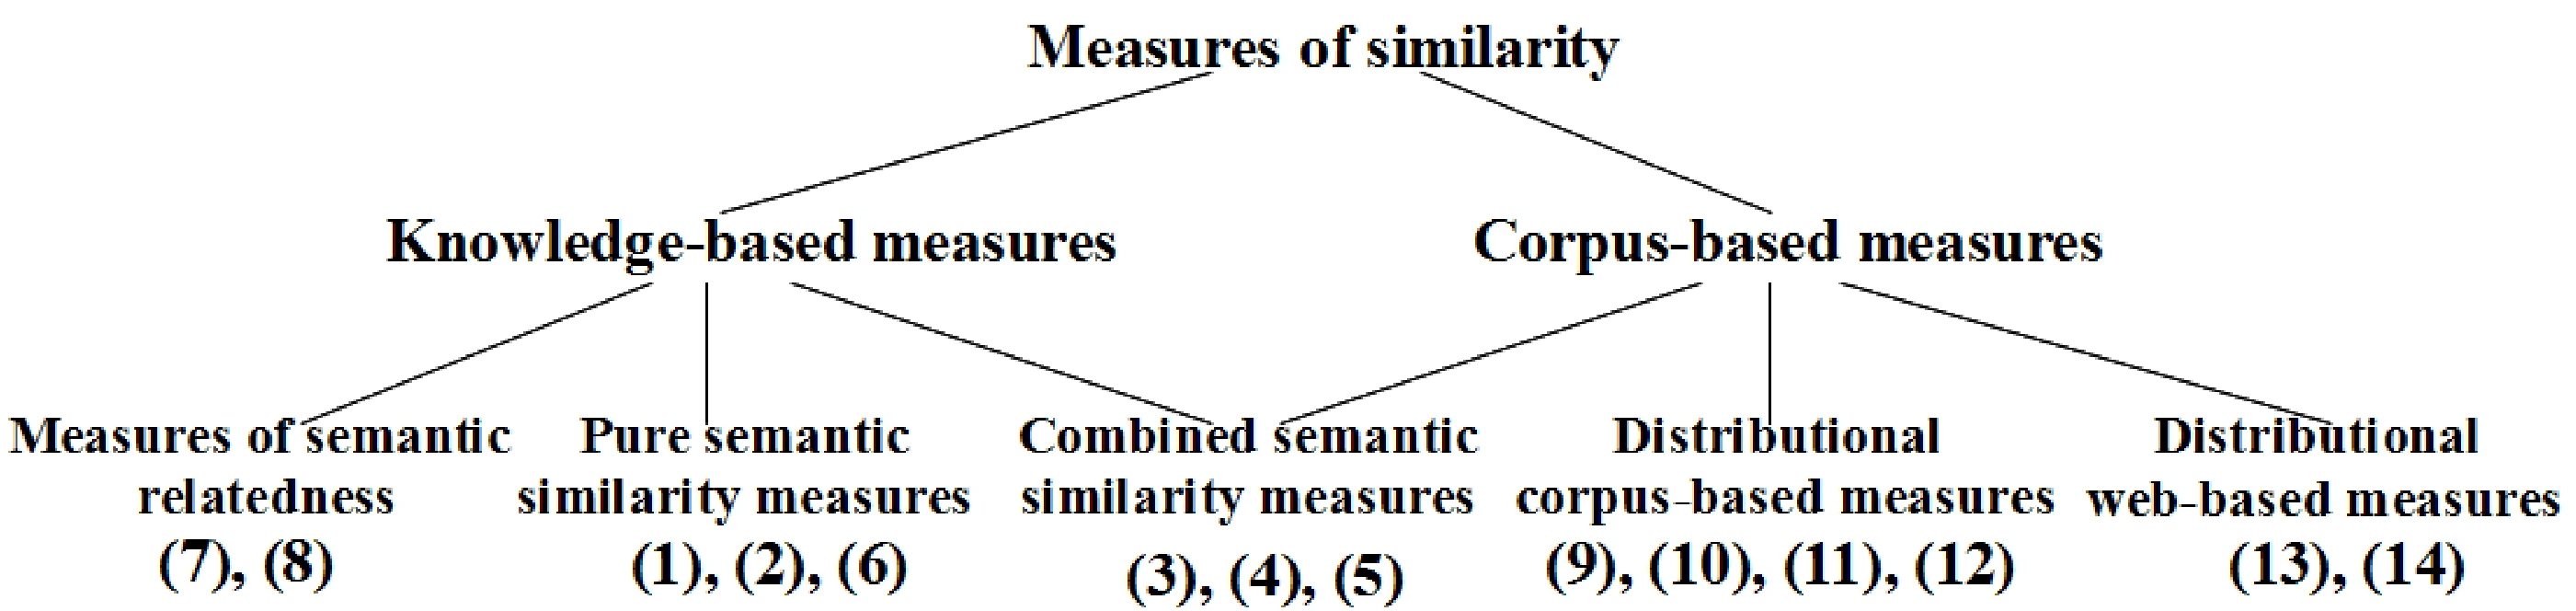 Measures of similarity
Knowledge-based measures
Corpus-based measures
Measures of semantic
relatedness
(7), (8)
Pure semantic
similarity measures
(1), (2), (6)
Combined semantic
similarity measures
(3), (4), (5)
Distributional
corpus-based measures
(9), (10), (11), (12)
Distributional
web-based measures
(13), (14)